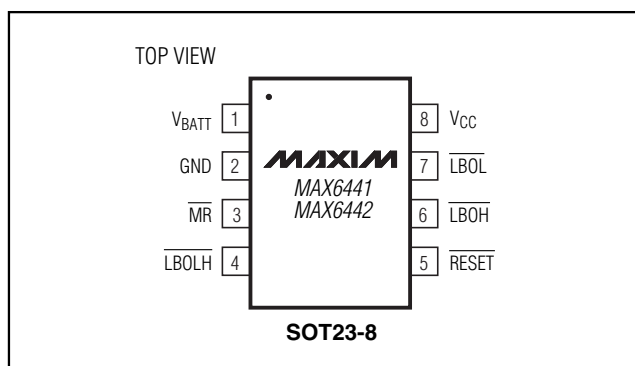 TOP VIEW
VBATT 1
GND 2
MR 3
LBOLH 4
MAXIM
MAX6441
MAX6442
8 VCC
7 LBOL
6 LBOH
5 RESET
SOT23-8